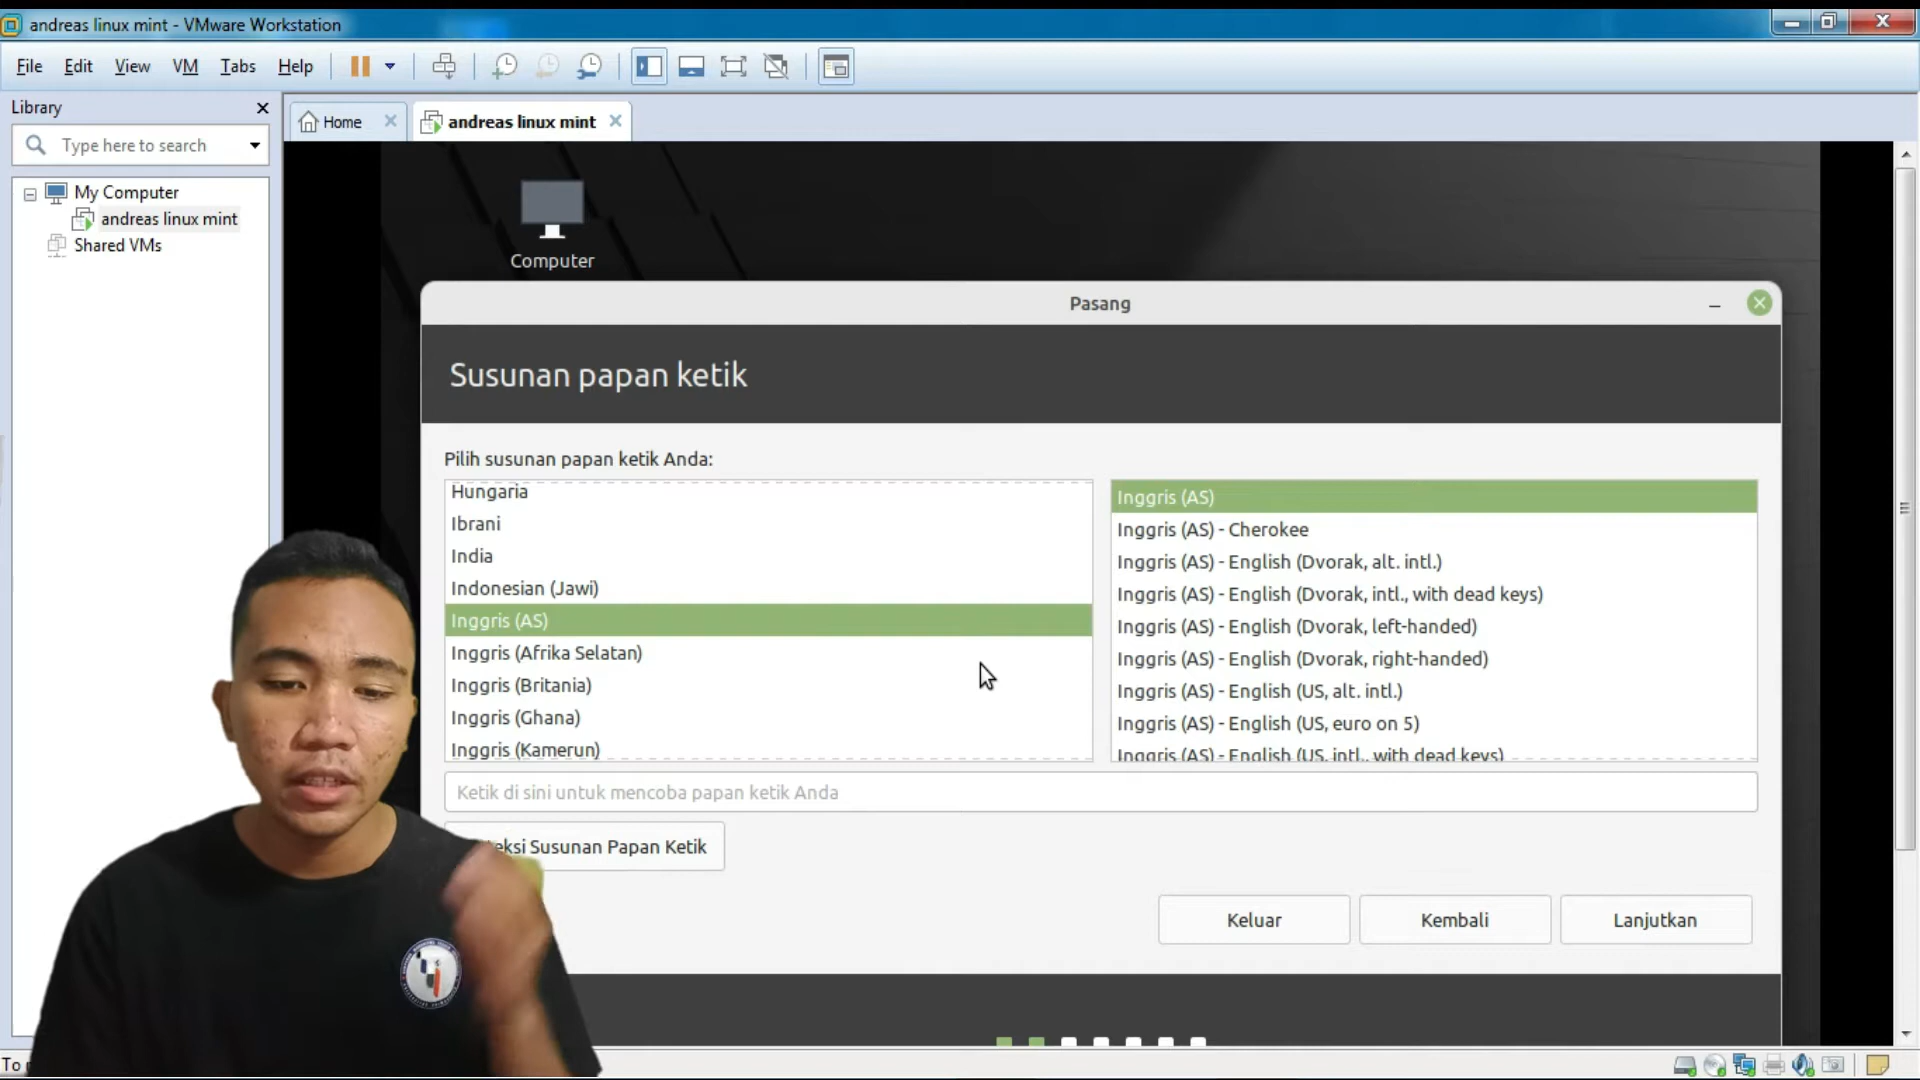 andreas linux mint - VMware Workstation
File Edit View VM Tabs Help
Library
Type here to search
My Computer
andreas linux mint
Shared VMs
Home
andreas linux mint
Computer
Pasang
Susunan papan ketik
Pilih susunan papan ketik Anda:
Hungaria
Ibrani
India
Indonesian (Jawi)
Inggris (AS)
Inggris (Afrika Selatan)
Inggris (Britania)
Inggris (Ghana)
Inggris (Kamerun)
Inggris (AS)
Inggris (AS) - Cherokee
Inggris (AS) - English (Dvorak, alt. intl.)
Inggris (AS) - English (Dvorak, intl., with dead keys)
Inggris (AS) - English (Dvorak, left-handed)
Inggris (AS) - English (Dvorak, right-handed)
Inggris (AS) - English (US, alt. intl.)
Inggris (AS) - English (US, euro on 5)
Inggris (AS) - English (US, intl., with dead keys)
Ketik di sini untuk mencoba papan ketik Anda
Susunan Papan Ketik
Keluar
Kembali
Lanjutkan
To